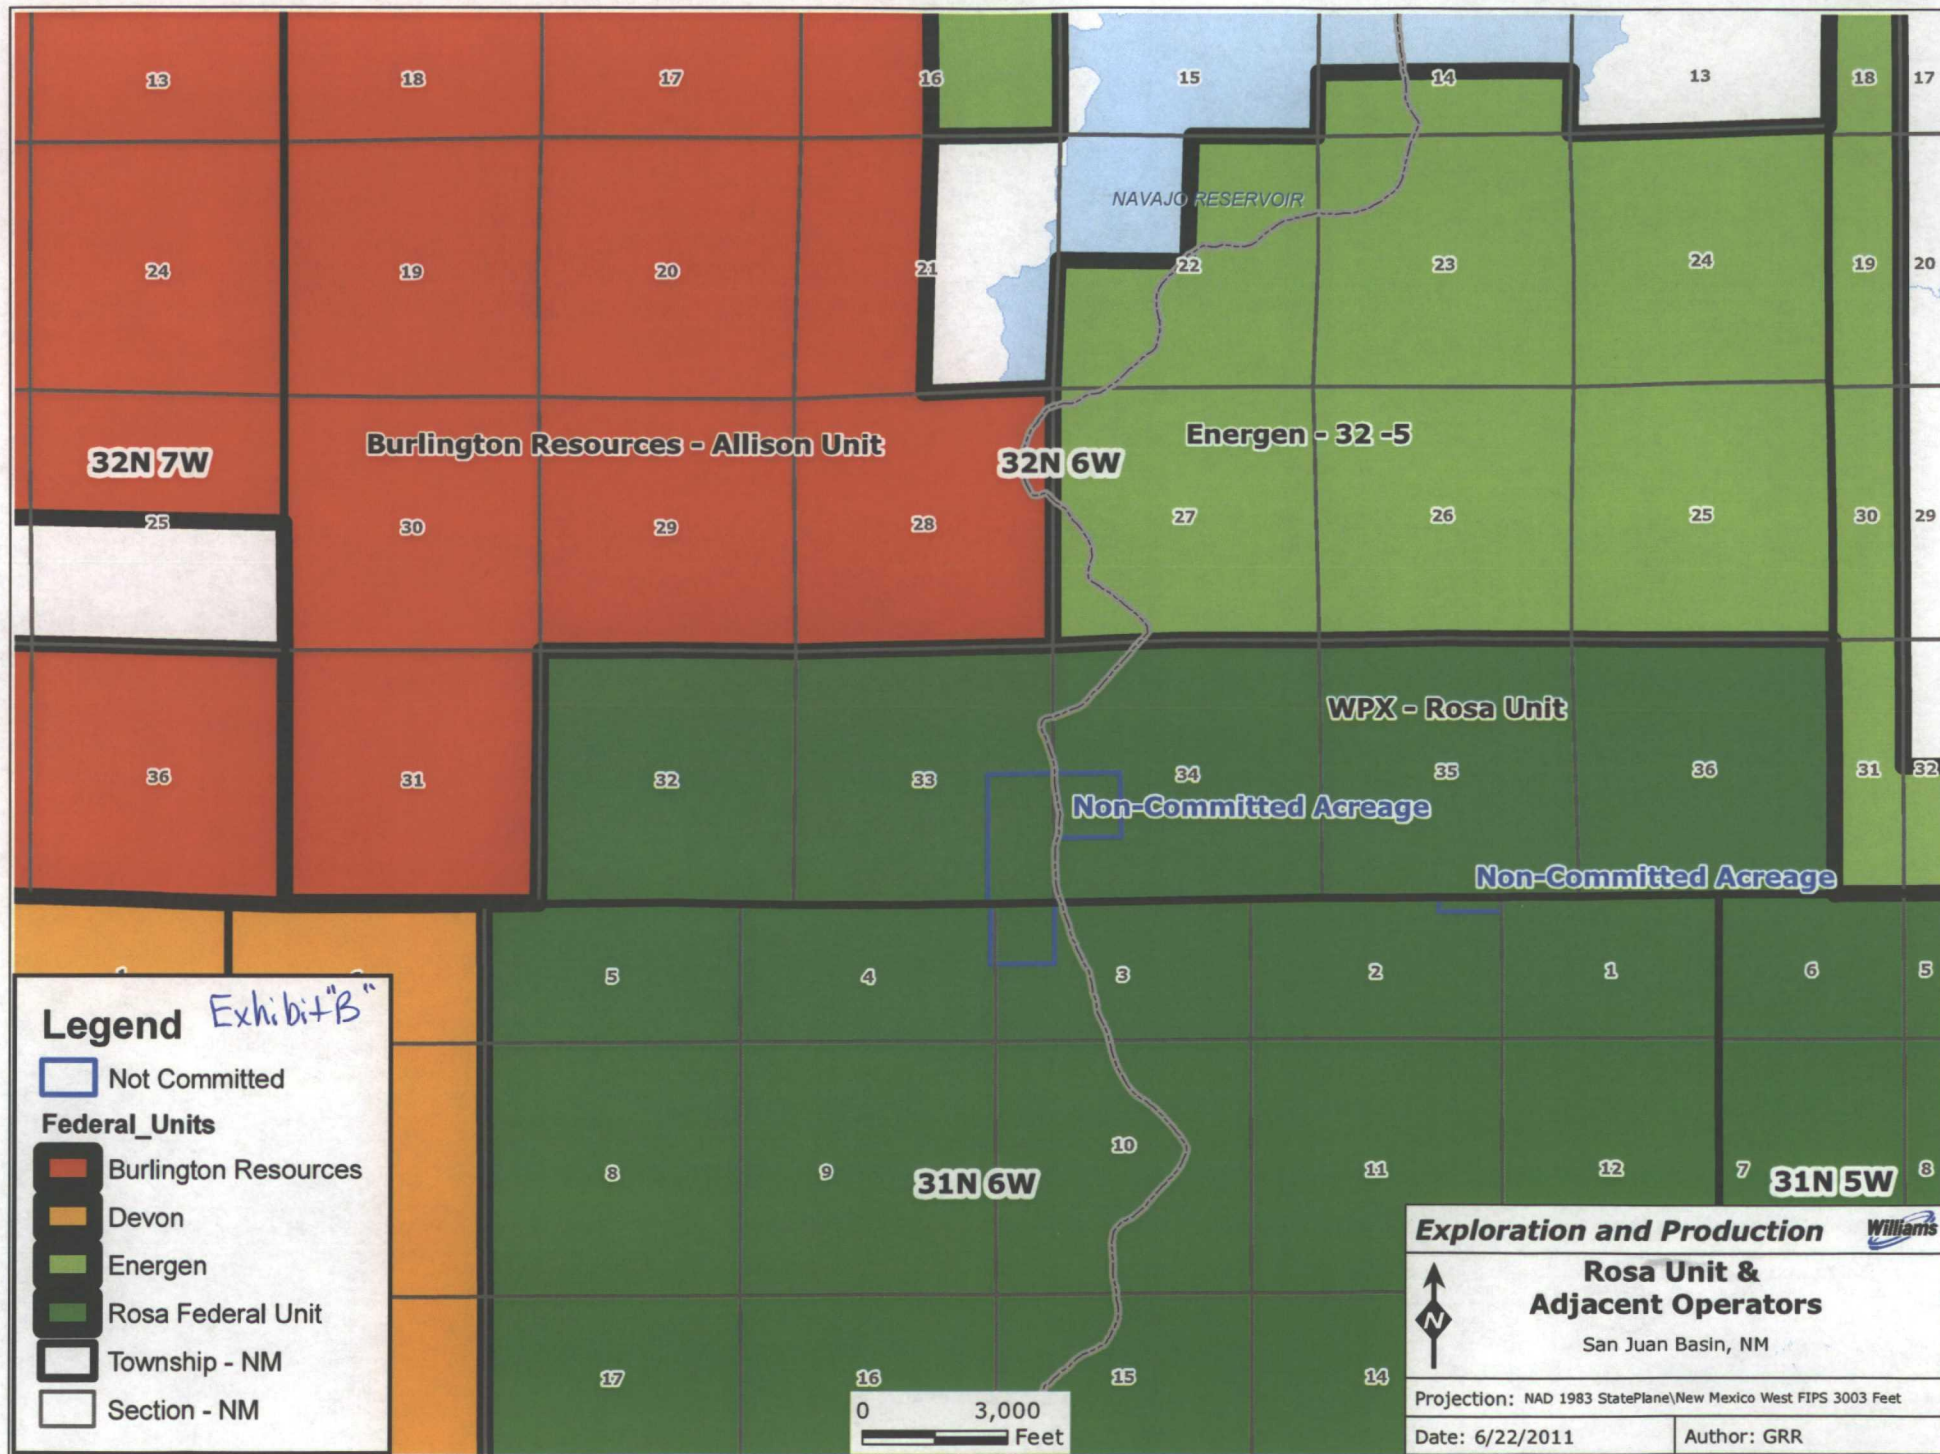 13 18 17 16 15 14 13 18 17
NAVAJO RESERVOIR
24 19 20 21 22 23 24 19 20
Burlington Resources - Allison Unit
Energen - 32 -5
32N 7W
32N 6W
25 30 29 28 27 26 25 30 29
WPX - Rosa Unit
36 31 32 33 34 35 36 31 32
Non-Committed Acreage
Non-Committed Acreage
5 4 3 2 1 6 5
8 9 10 11 12 7 8
31N 6W
31N 5W
17 16 15 14
Legend Exhibit "B"
Not Committed
Federal_Units
Burlington Resources
Devon
Energen
Rosa Federal Unit
Township - NM
Section - NM
0 3,000
Feet
Exploration and Production Williams
N
Rosa Unit &
Adjacent Operators
San Juan Basin, NM
Projection: NAD 1983 StatePlane\New Mexico West FIPS 3003 Feet
Date: 6/22/2011 Author: GRR